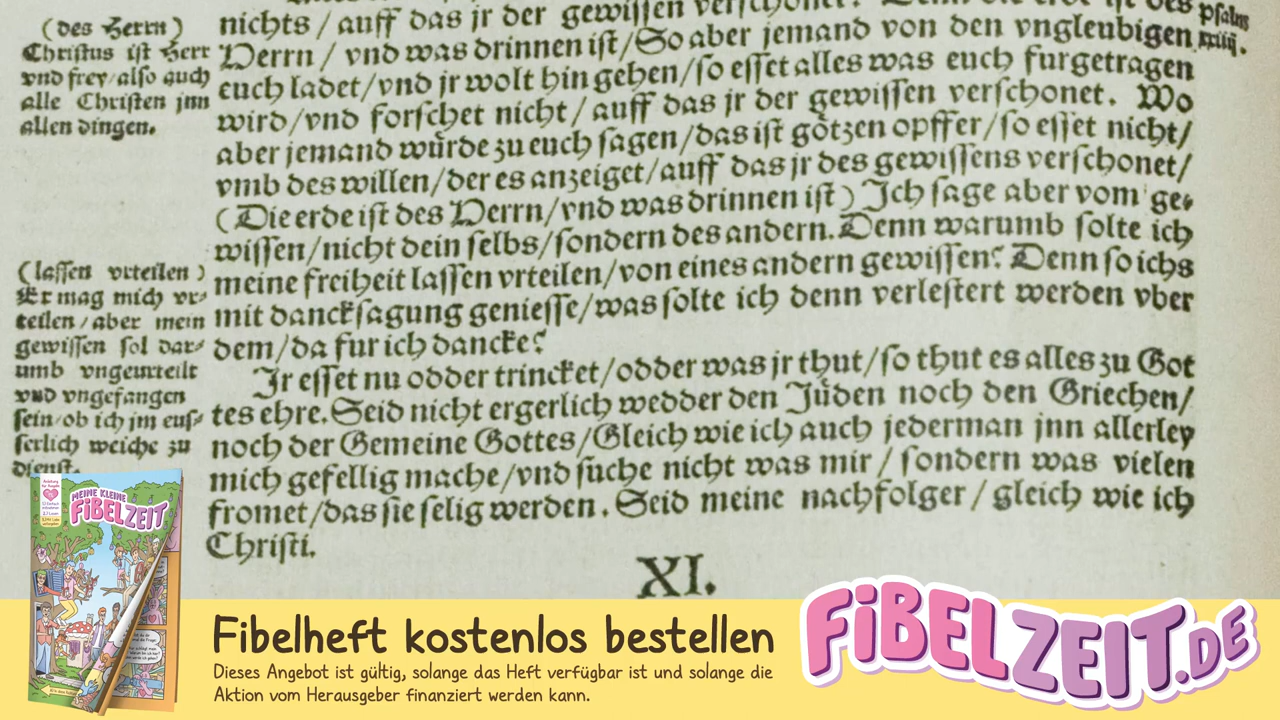 nichts / auff das jr der gewissen verschonet. Denn die erde ist des
Herrn / vnd was drinnen ist/So aber jemand von den vngleubigen
euch ladet/vnd jr wolt hin gehen/so esset alles was euch furgetragen
wird/vnd forschet nicht/auff das jr der gewissen verschonet. Wo
aber jemand würde zu euch sagen/das ist götzen opffer/so esset nicht/
vmb des willen/der es anzeiget/auff das jr des gewissens verschonet/
(Die erde ist des Herrn/vnd was drinnen ist) Ich sage aber vom ge-
wissen/nicht dein selbs/sondern des andern. Denn warumb solte ich
meine freiheit lassen vrteilen/von eines andern gewissen? Denn so ichs
mit dancksagung geniesse/was solte ich denn verlestert werden vber
dem/da fur ich dancke?
Ir esset nu odder trincket/odder was jr thut/so thut es alles zu Got
tes ehre. Seid nicht ergerlich wedder den Jüden noch den Griechen/
noch der Gemeine Gottes/Gleich wie ich auch jederman jnn allerley
mich gefellig mache/vnd suche nicht was mir / sondern was vielen
fromet/das sie selig werden. Seid meine nachfolger / gleich wie ich
Christi.
XI.
(des Herrn)
Christus ist Herr
vnd frey/also auch
alle Christen jnn
allen dingen.
(lassen vrteilen)
Er mag mich vr-
teilen/aber mein
gewissen sol dar-
umb vngeurteilt
vnd vngefangen
sein/ob ich jm eus-
serlich weiche zu
dienst.
psalm
xxiiij.
MEINE KLEINE
FiBELZEIT
Fibelheft kostenlos bestellen
Dieses Angebot ist gültig, solange das Heft verfügbar ist und solange die
Aktion vom Herausgeber finanziert werden kann.
FiBELZEIT.DE